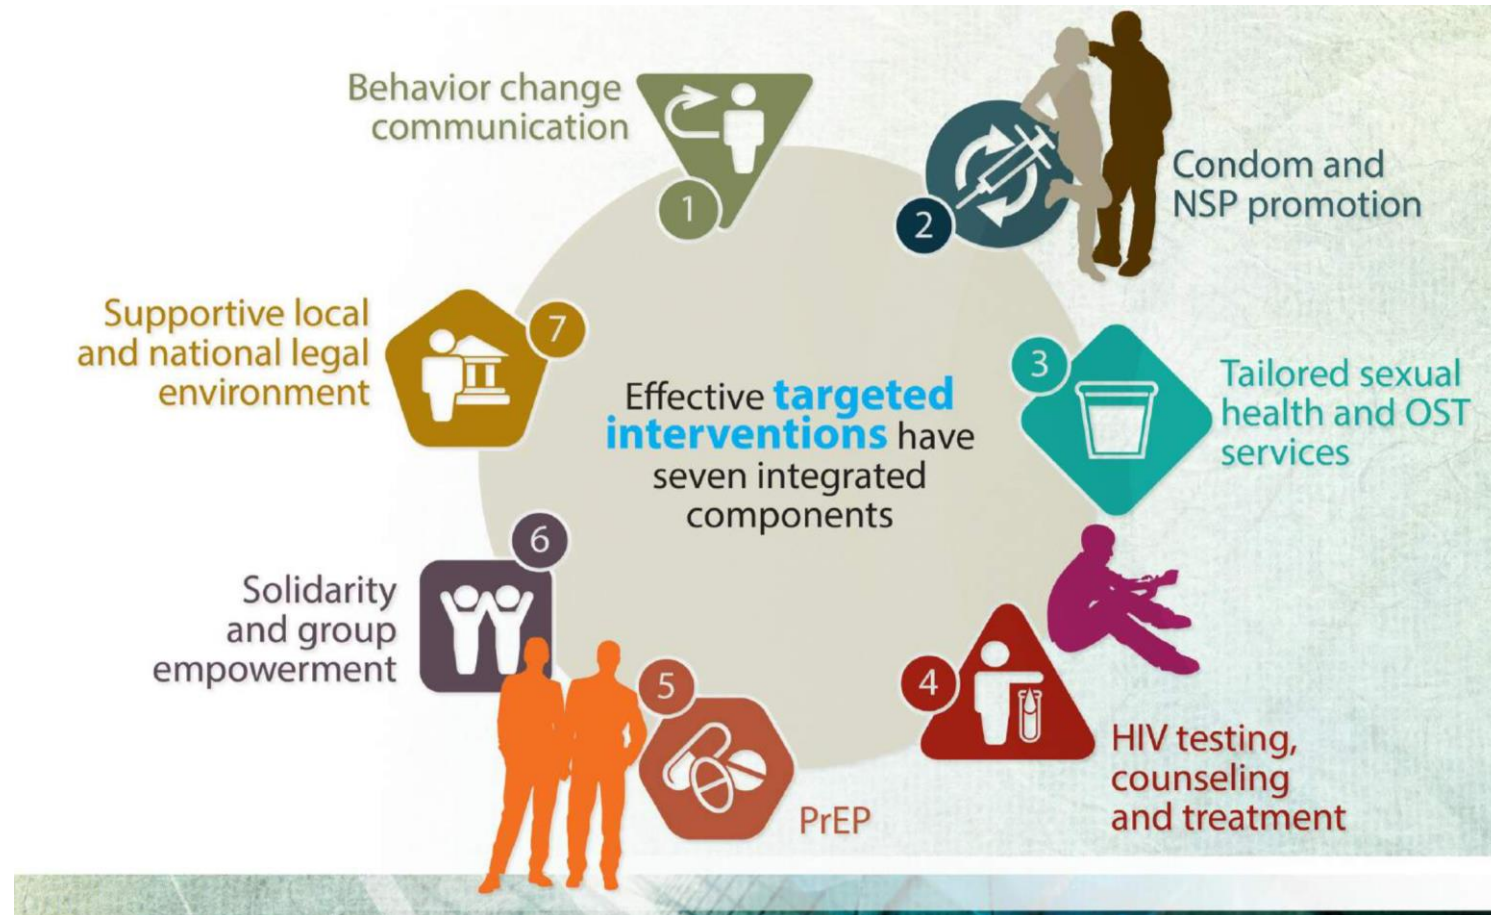 Behavior change
communication
1
2
Condom and
NSP promotion
3
Tailored sexual
health and OST
services
4
HIV testing,
counseling
and treatment
5
PrEP
6
Solidarity
and group
empowerment
7
Supportive local
and national legal
environment
Effective targeted
interventions have
seven integrated
components